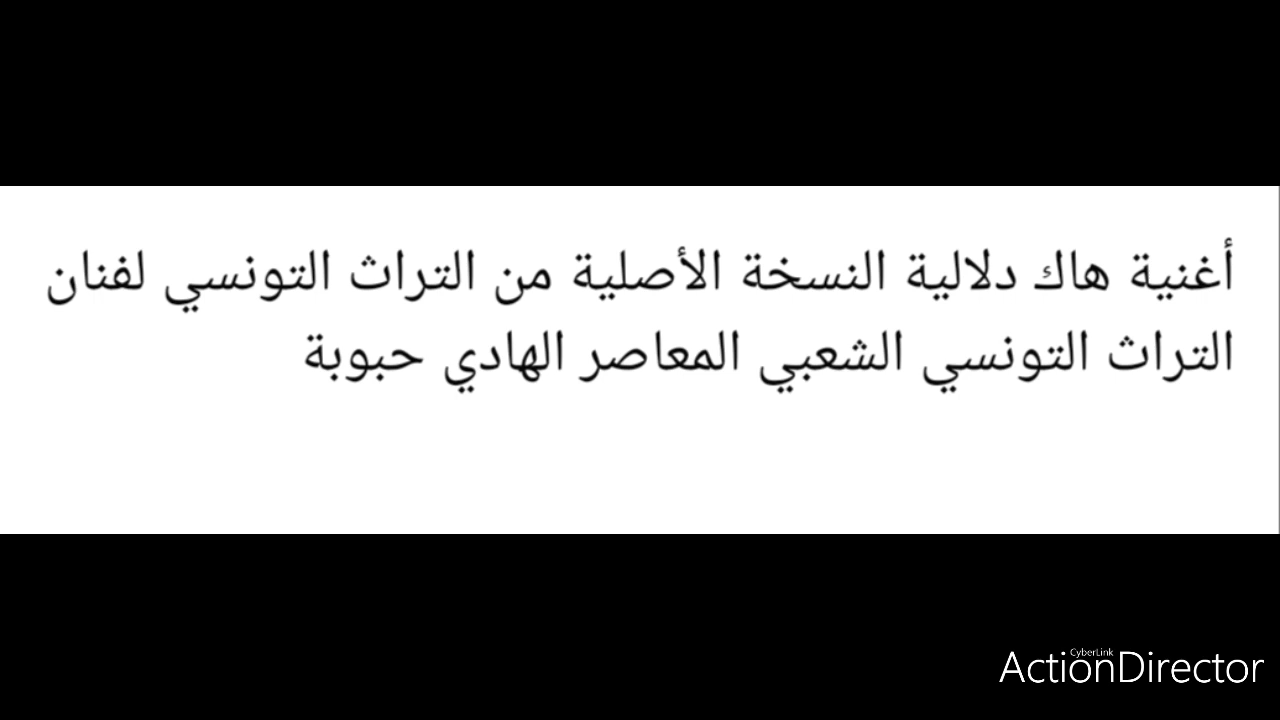 أغنية هاك دلالية النسخة الأصلية من التراث التونسي لفنان
التراث التونسي الشعبي المعاصر الهادي حبوبة
CyberLink
ActionDirector